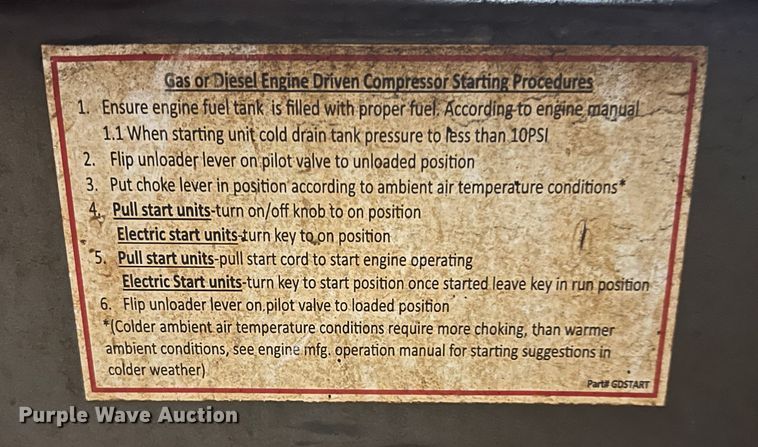 Gas or Diesel Engine Driven Compressor Starting Procedures
1. Ensure engine fuel tank is filled with proper fuel. According to engine manual
1.1 When starting unit cold drain tank pressure to less than 10PSI
2. Flip unloader lever on pilot valve to unloaded position
3. Put choke lever in position according to ambient air temperature conditions*
4. Pull start units-turn on/off knob to on position
Electric start units-turn key to on position
5. Pull start units-pull start cord to start engine operating
Electric Start units-turn key to start position once started leave key in run position
6. Flip unloader lever on pilot valve to loaded position
*(Colder ambient air temperature conditions require more choking, than warmer
ambient conditions, see engine mfg. operation manual for starting suggestions in
colder weather)
Part# GDSTART
Purple Wave Auction